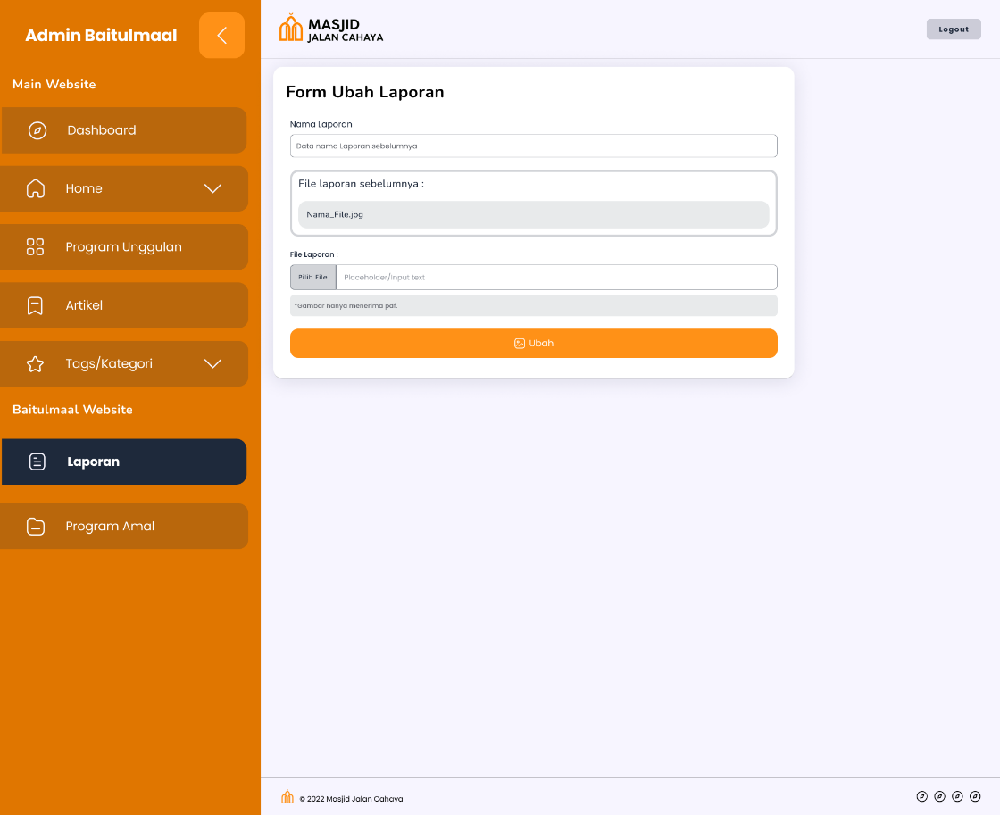 Admin Baitulmaal
Main Website
Dashboard
Home
Program Unggulan
Artikel
Tags/Kategori
Baitulmaal Website
Laporan
Program Amal
MASJID
JALAN CAHAYA
Logout
Form Ubah Laporan
Nama Laporan
Data nama Laporan sebelumnya
File laporan sebelumnya :
Nama_File.jpg
File Laporan :
Pilih File
Placeholder/Input text
*Gambar hanya menerima pdf.
Ubah
© 2022 Masjid Jalan Cahaya